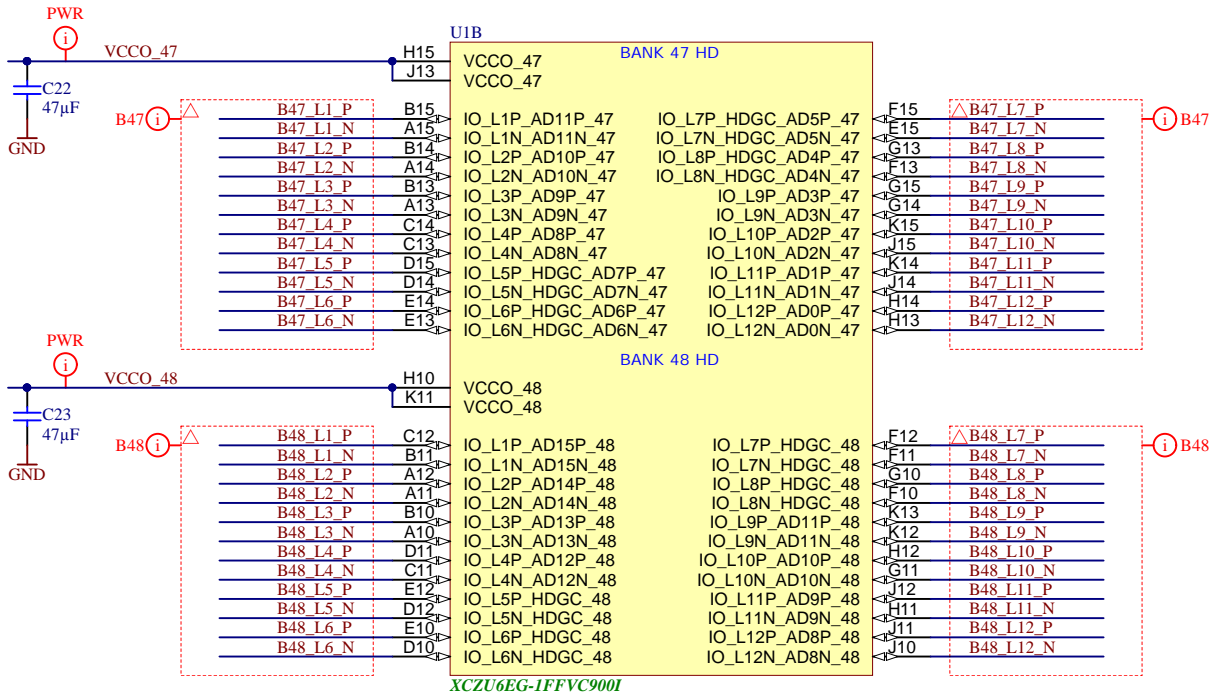 PWR
i
VCCO_47
C22
47µF
GND
U1B
BANK 47 HD
H15 VCCO_47
J13 VCCO_47
B47 i
B47_L1_P B15 IO_L1P_AD11P_47
B47_L1_N A15 IO_L1N_AD11N_47
B47_L2_P B14 IO_L2P_AD10P_47
B47_L2_N A14 IO_L2N_AD10N_47
B47_L3_P B13 IO_L3P_AD9P_47
B47_L3_N A13 IO_L3N_AD9N_47
B47_L4_P C14 IO_L4P_AD8P_47
B47_L4_N C13 IO_L4N_AD8N_47
B47_L5_P D15 IO_L5P_HDGC_AD7P_47
B47_L5_N D14 IO_L5N_HDGC_AD7N_47
B47_L6_P E14 IO_L6P_HDGC_AD6P_47
B47_L6_N E13 IO_L6N_HDGC_AD6N_47
IO_L7P_HDGC_AD5P_47 F15 B47_L7_P
IO_L7N_HDGC_AD5N_47 E15 B47_L7_N
IO_L8P_HDGC_AD4P_47 G13 B47_L8_P
IO_L8N_HDGC_AD4N_47 F13 B47_L8_N
IO_L9P_AD3P_47 G15 B47_L9_P
IO_L9N_AD3N_47 G14 B47_L9_N
IO_L10P_AD2P_47 K15 B47_L10_P
IO_L10N_AD2N_47 J15 B47_L10_N
IO_L11P_AD1P_47 K14 B47_L11_P
IO_L11N_AD1N_47 J14 B47_L11_N
IO_L12P_AD0P_47 H14 B47_L12_P
IO_L12N_AD0N_47 H13 B47_L12_N
i B47
PWR
i
VCCO_48
C23
47µF
GND
BANK 48 HD
H10 VCCO_48
K11 VCCO_48
B48 i
B48_L1_P C12 IO_L1P_AD15P_48
B48_L1_N B11 IO_L1N_AD15N_48
B48_L2_P A12 IO_L2P_AD14P_48
B48_L2_N A11 IO_L2N_AD14N_48
B48_L3_P B10 IO_L3P_AD13P_48
B48_L3_N A10 IO_L3N_AD13N_48
B48_L4_P D11 IO_L4P_AD12P_48
B48_L4_N C11 IO_L4N_AD12N_48
B48_L5_P E12 IO_L5P_HDGC_48
B48_L5_N D12 IO_L5N_HDGC_48
B48_L6_P E10 IO_L6P_HDGC_48
B48_L6_N D10 IO_L6N_HDGC_48
IO_L7P_HDGC_48 F12 B48_L7_P
IO_L7N_HDGC_48 F11 B48_L7_N
IO_L8P_HDGC_48 G10 B48_L8_P
IO_L8N_HDGC_48 F10 B48_L8_N
IO_L9P_AD11P_48 K13 B48_L9_P
IO_L9N_AD11N_48 K12 B48_L9_N
IO_L10P_AD10P_48 H12 B48_L10_P
IO_L10N_AD10N_48 G11 B48_L10_N
IO_L11P_AD9P_48 J12 B48_L11_P
IO_L11N_AD9N_48 H11 B48_L11_N
IO_L12P_AD8P_48 J11 B48_L12_P
IO_L12N_AD8N_48 J10 B48_L12_N
i B48
XCZU6EG-1FFVC900I